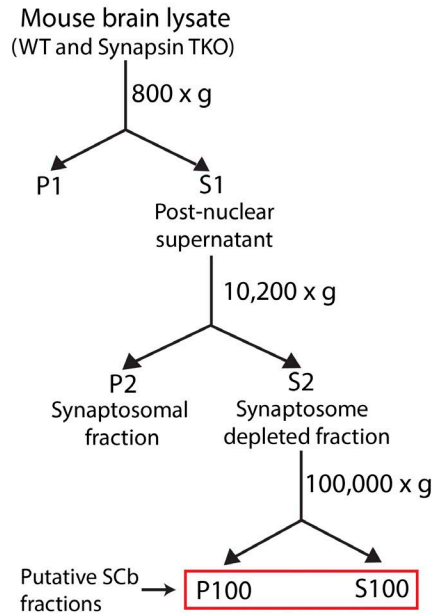 Mouse brain lysate
(WT and Synapsin TKO)
800 x g
P1
S1
Post-nuclear
supernatant
10,200 x g
P2
Synaptosomal
fraction
S2
Synaptosome
depleted fraction
100,000 x g
Putative SCb
fractions
P100
S100